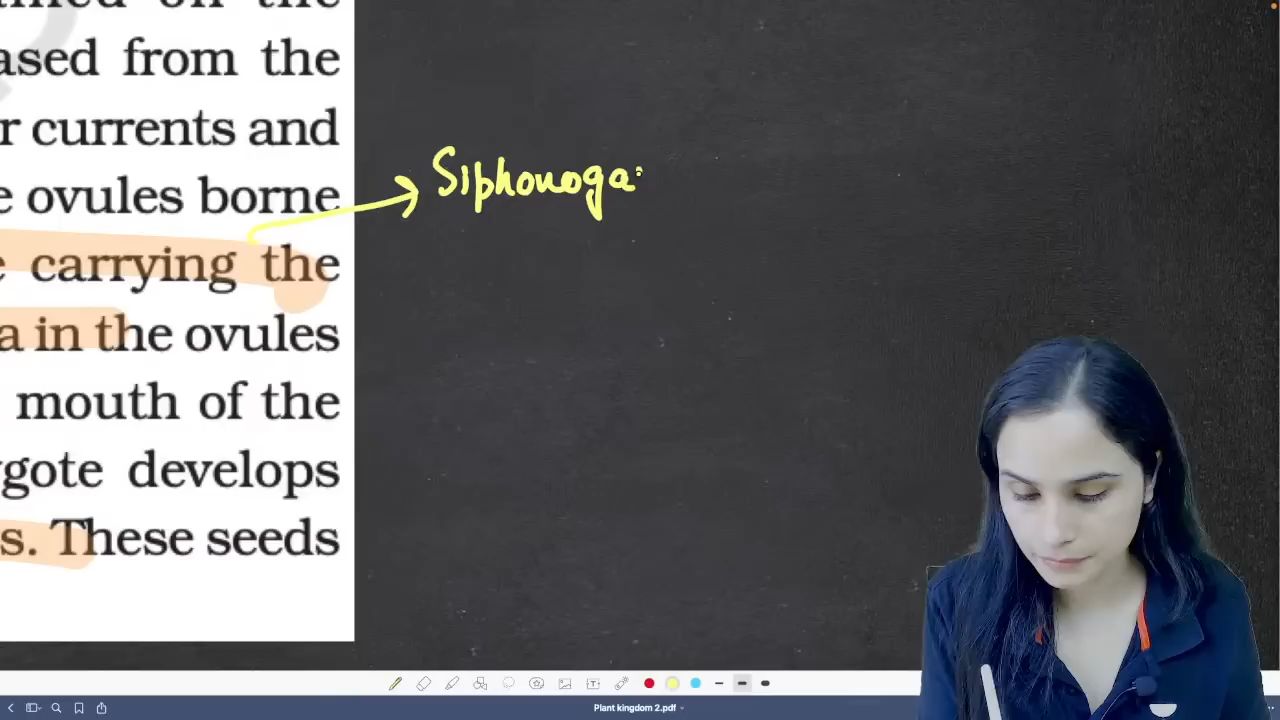 ased from the
r currents and
e ovules borne
Siphonoga
carrying the
a in the ovules
mouth of the
gote develops
s. These seeds
Plant kingdom 2.pdf